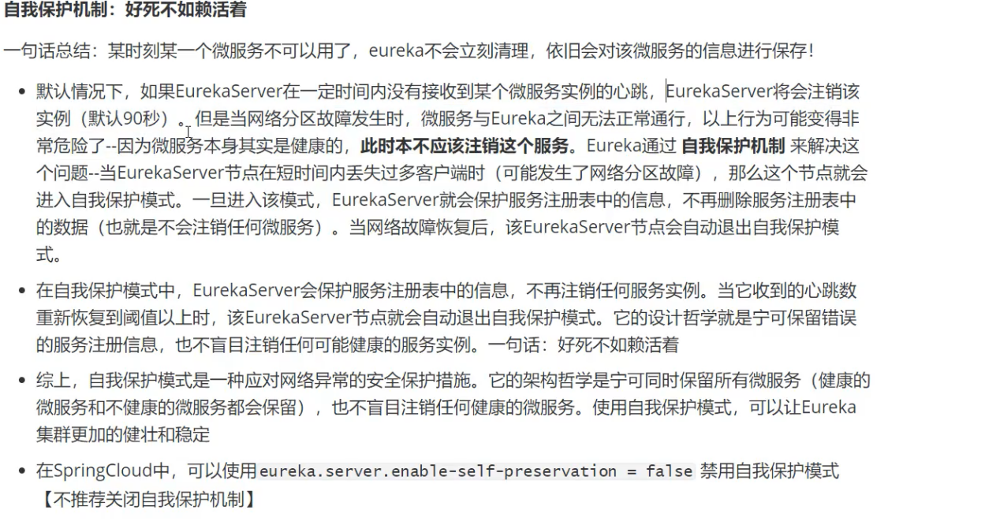 自我保护机制：好死不如赖活着
一句话总结：某时刻某一个微服务不可以用了，eureka不会立刻清理，依旧会对该微服务的信息进行保存！
• 默认情况下，如果EurekaServer在一定时间内没有接收到某个微服务实例的心跳，EurekaServer将会注销该
实例（默认90秒）。但是当网络分区故障发生时，微服务与Eureka之间无法正常通行，以上行为可能变得非
常危险了--因为微服务本身其实是健康的，此时本不应该注销这个服务。Eureka通过 自我保护机制 来解决这
个问题--当EurekaServer节点在短时间内丢失过多客户端时（可能发生了网络分区故障），那么这个节点就会
进入自我保护模式。一旦进入该模式，EurekaServer就会保护服务注册表中的信息，不再删除服务注册表中
的数据（也就是不会注销任何微服务）。当网络故障恢复后，该EurekaServer节点会自动退出自我保护模
式。
• 在自我保护模式中，EurekaServer会保护服务注册表中的信息，不再注销任何服务实例。当它收到的心跳数
重新恢复到阈值以上时，该EurekaServer节点就会自动退出自我保护模式。它的设计哲学就是宁可保留错误
的服务注册信息，也不盲目注销任何可能健康的服务实例。一句话：好死不如赖活着
• 综上，自我保护模式是一种应对网络异常的安全保护措施。它的架构哲学是宁可同时保留所有微服务（健康的
微服务和不健康的微服务都会保留），也不盲目注销任何健康的微服务。使用自我保护模式，可以让Eureka
集群更加的健壮和稳定
• 在SpringCloud中，可以使用eureka.server.enable-self-preservation = false 禁用自我保护模式
【不推荐关闭自我保护机制】